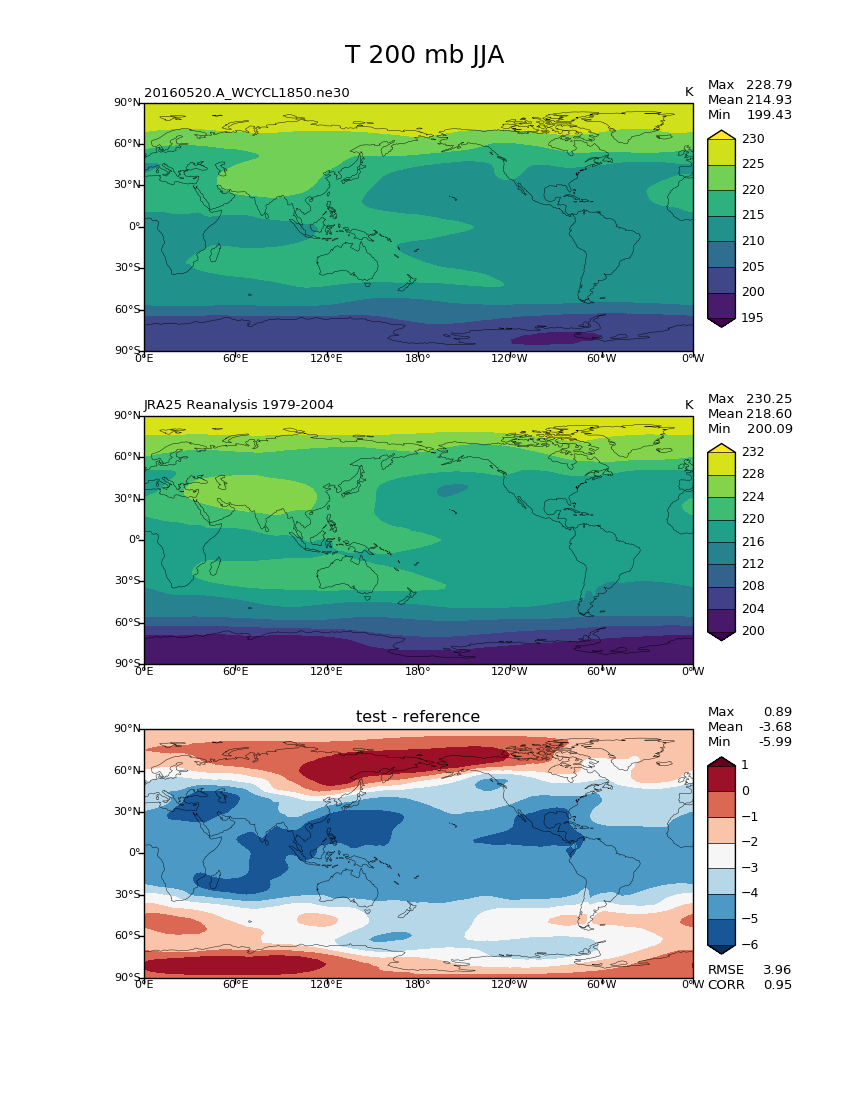 T 200 mb JJA
20160520.A_WCYCL1850.ne30
K
Max 228.79
Mean 214.93
Min 199.43
90°N
60°N
30°N
0°
30°S
60°S
90°S
0°E 60°E 120°E 180° 120°W 60°W 0°W
230
225
220
215
210
205
200
195
JRA25 Reanalysis 1979-2004
K
Max 230.25
Mean 218.60
Min 200.09
90°N
60°N
30°N
0°
30°S
60°S
90°S
0°E 60°E 120°E 180° 120°W 60°W 0°W
232
228
224
220
216
212
208
204
200
test - reference
Max 0.89
Mean -3.68
Min -5.99
90°N
60°N
30°N
0°
30°S
60°S
90°S
0°E 60°E 120°E 180° 120°W 60°W 0°W
1
0
−1
−2
−3
−4
−5
−6
RMSE 3.96
CORR 0.95